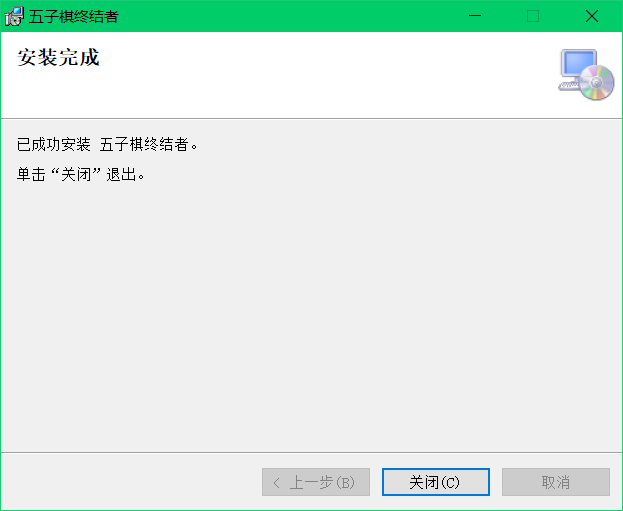 五子棋终结者
安装完成
已成功安装 五子棋终结者。
单击“关闭”退出。
< 上一步(B)
关闭(C)
取消